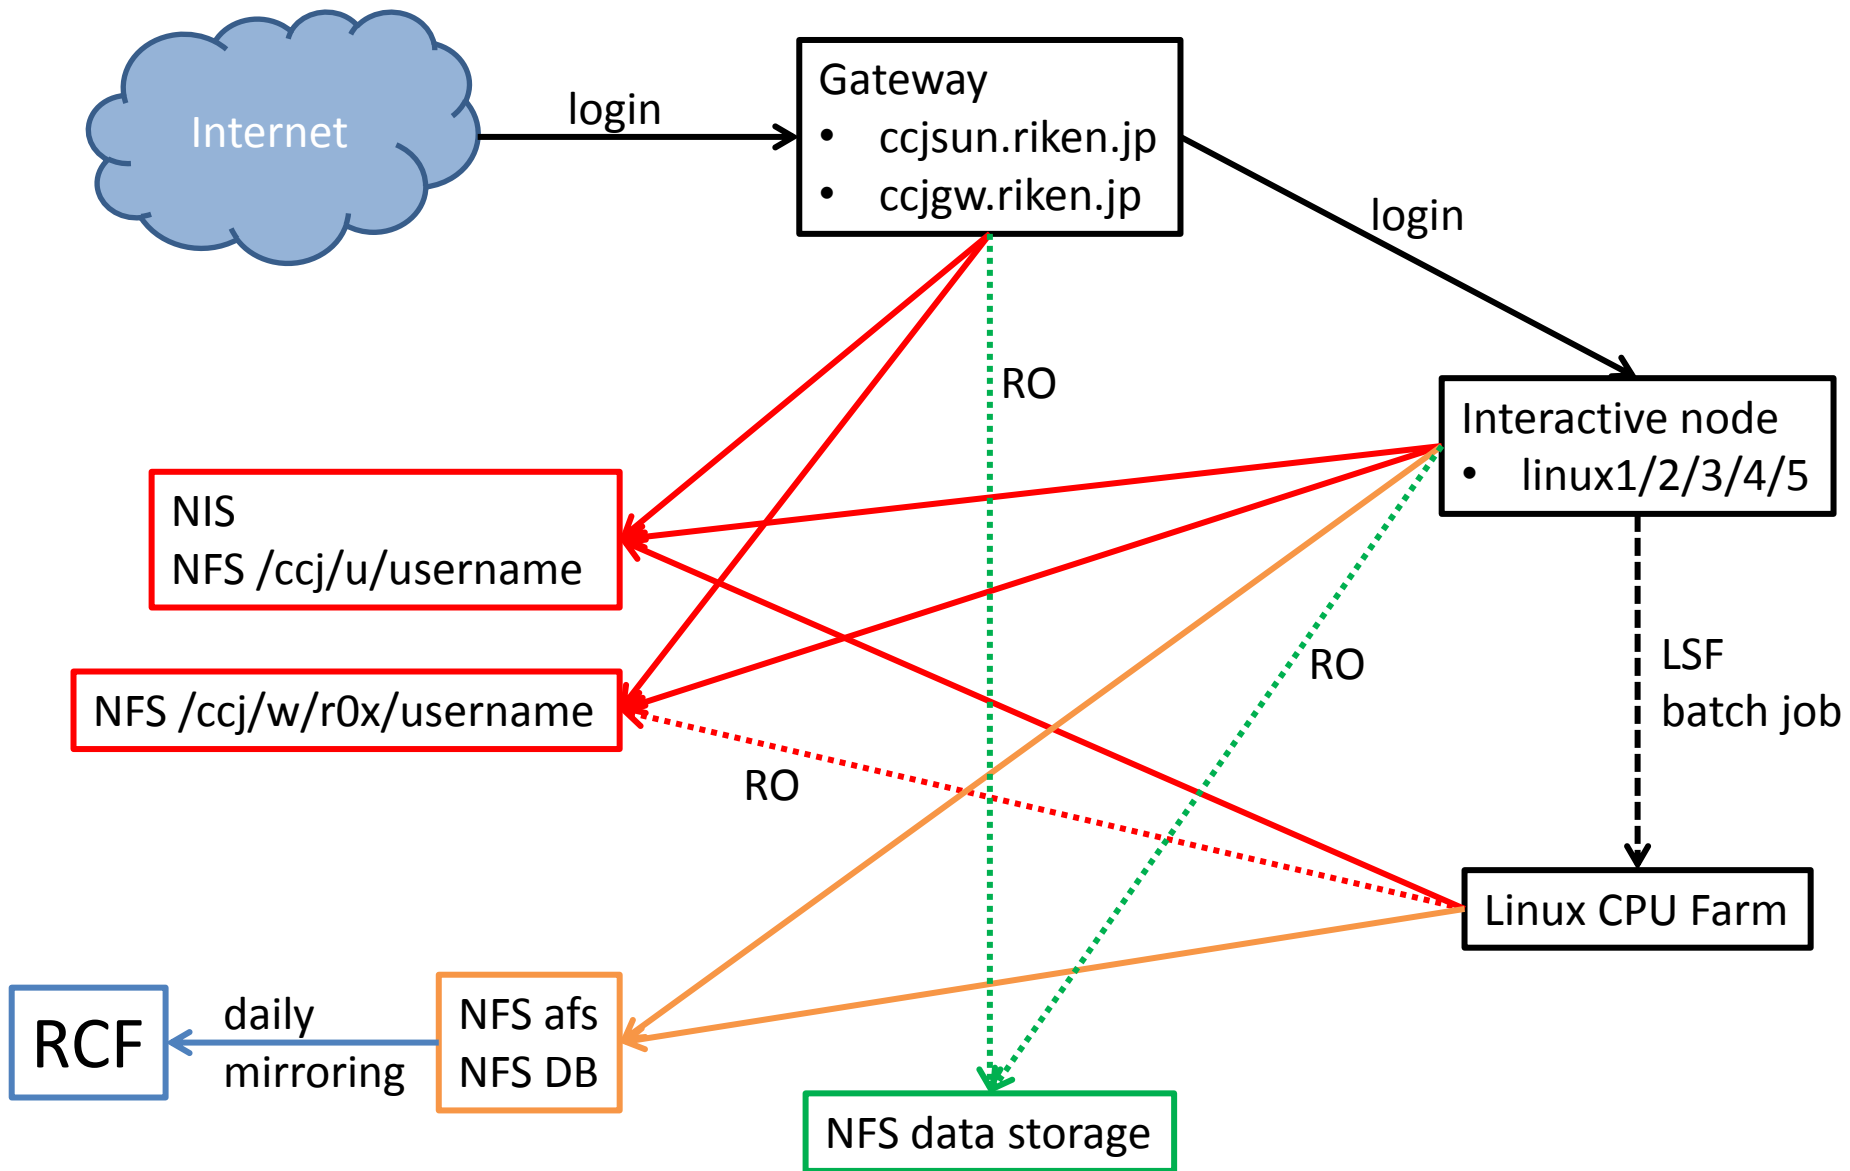 Internet
login
Gateway
• ccjsun.riken.jp
• ccjgw.riken.jp
login
RO
Interactive node
• linux1/2/3/4/5
NIS
NFS /ccj/u/username
RO
LSF
batch job
NFS /ccj/w/r0x/username
RO
Linux CPU Farm
RCF
daily
mirroring
NFS afs
NFS DB
NFS data storage